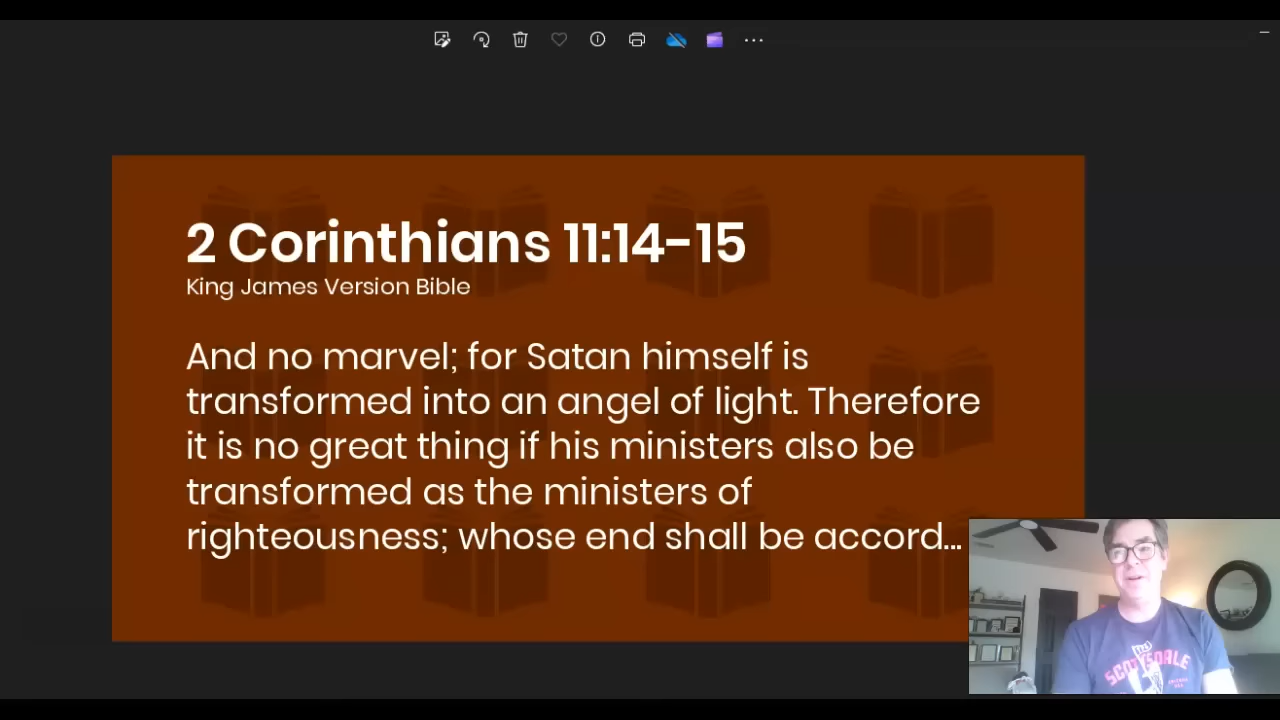 2 Corinthians 11:14-15
King James Version Bible
And no marvel; for Satan himself is
transformed into an angel of light. Therefore
it is no great thing if his ministers also be
transformed as the ministers of
righteousness; whose end shall be accord...
SCOTTSDALE